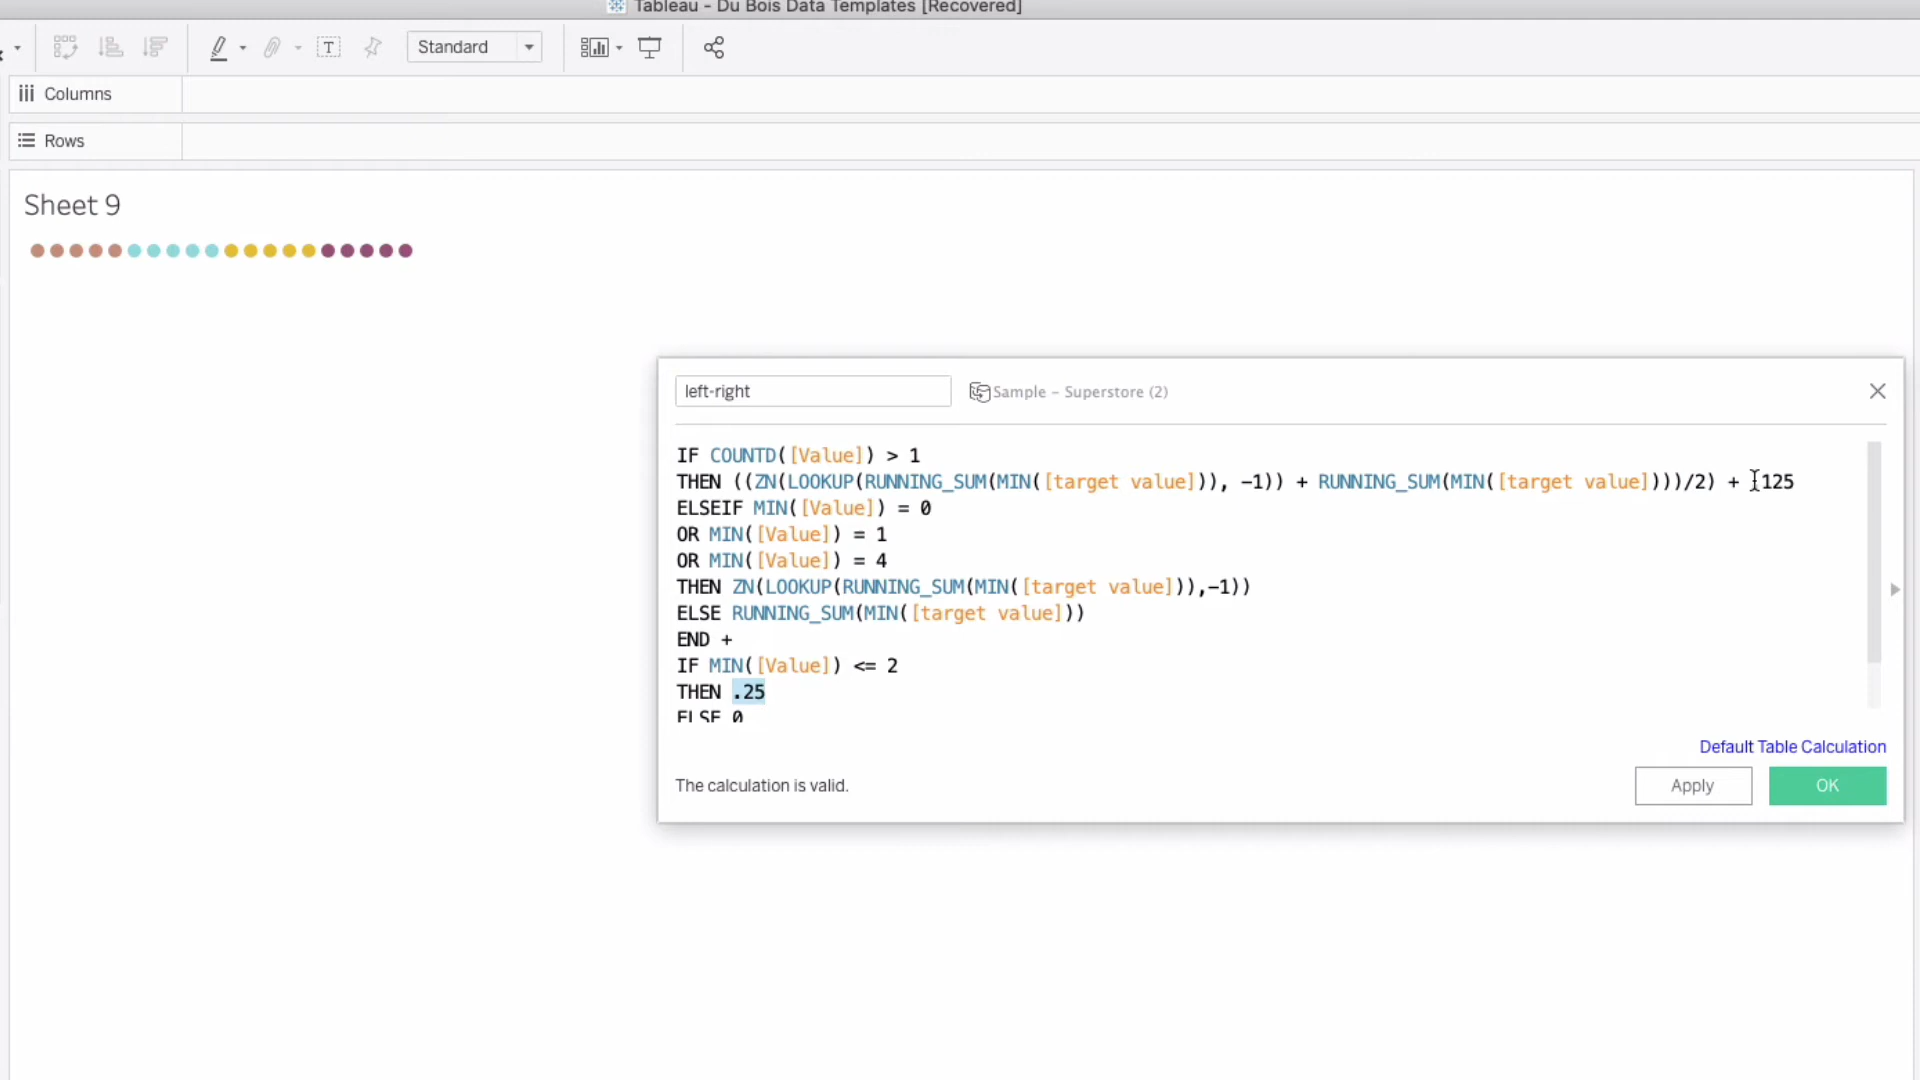 Tableau - Du Bois Data Templates [Recovered]
T Standard
Columns
Rows
Sheet 9
left-right Sample – Superstore (2)
IF COUNTD([Value]) > 1
THEN ((ZN(LOOKUP(RUNNING_SUM(MIN([target value])), -1)) + RUNNING_SUM(MIN([target value])))/2) + .125
ELSEIF MIN([Value]) = 0
OR MIN([Value]) = 1
OR MIN([Value]) = 4
THEN ZN(LOOKUP(RUNNING_SUM(MIN([target value])),-1))
ELSE RUNNING_SUM(MIN([target value]))
END +
IF MIN([Value]) <= 2
THEN .25
ELSE 0
Default Table Calculation
The calculation is valid. Apply OK